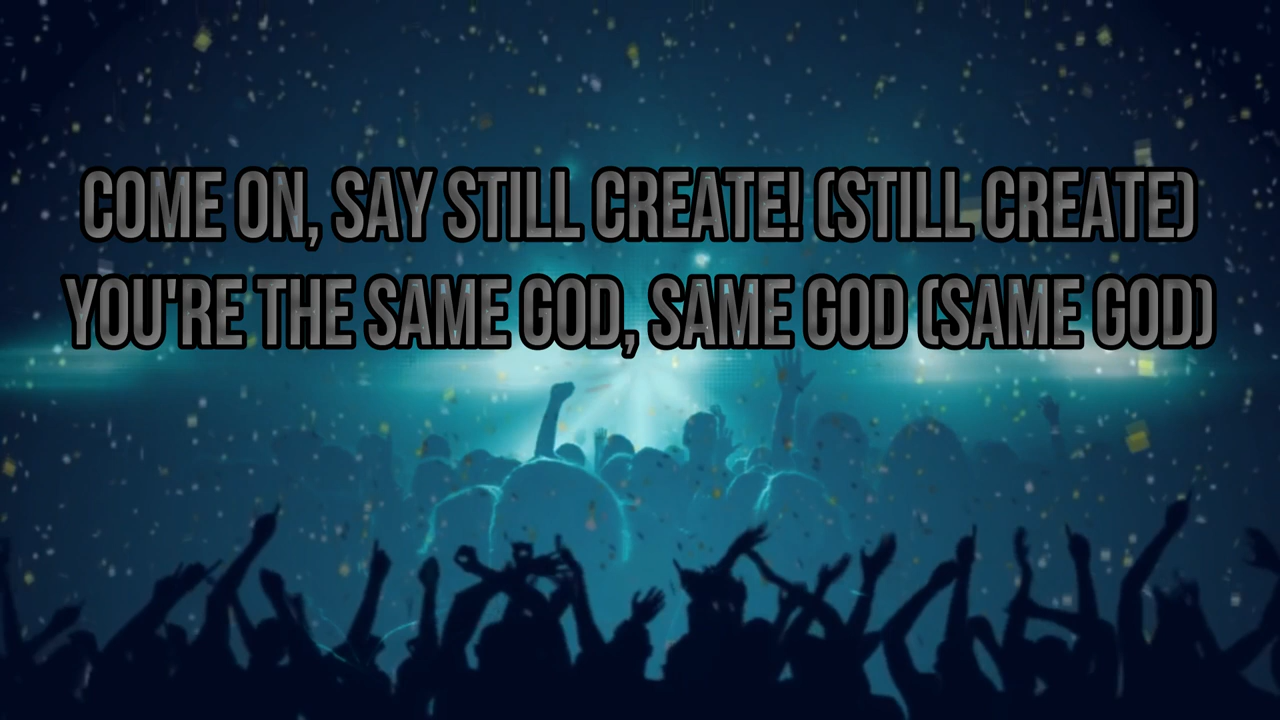 COME ON, SAY STILL CREATE! (STILL CREATE)
YOU'RE THE SAME GOD, SAME GOD (SAME GOD)